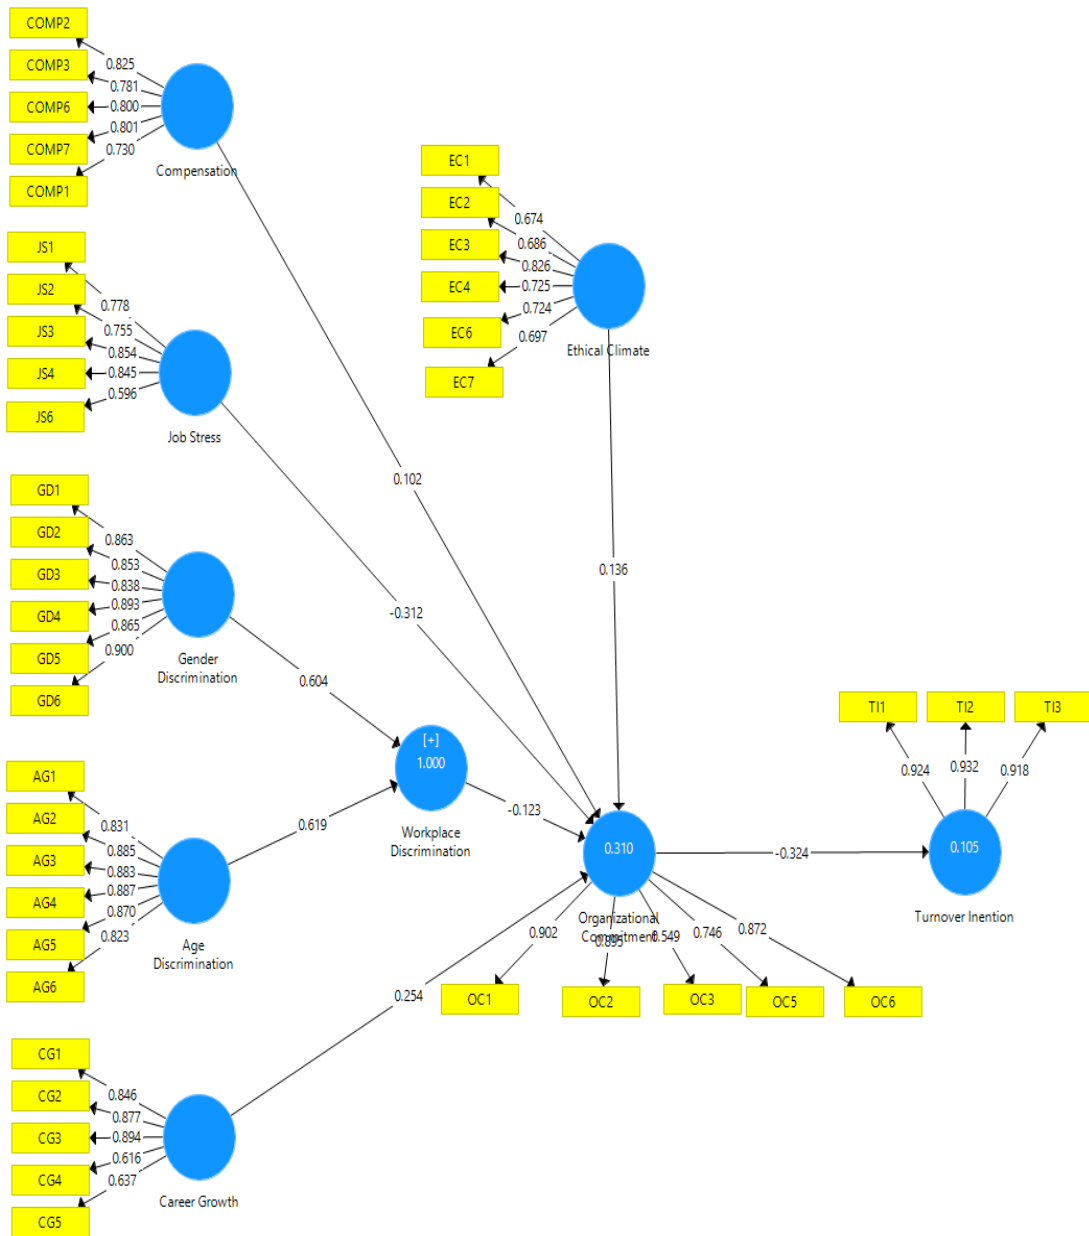 COMP2
COMP3
COMP6
COMP7
COMP1
0.825
0.781
0.800
0.801
0.730
Compensation
JS1
JS2
JS3
JS4
JS6
0.778
0.755
0.854
0.845
0.596
Job Stress
GD1
GD2
GD3
GD4
GD5
GD6
0.863
0.853
0.838
0.893
0.865
0.900
Gender
Discrimination
AG1
AG2
AG3
AG4
AG5
AG6
0.831
0.885
0.883
0.887
0.870
0.823
Age
Discrimination
CG1
CG2
CG3
CG4
CG5
0.846
0.877
0.894
0.616
0.637
Career Growth
EC1
EC2
EC3
EC4
EC6
EC7
0.674
0.686
0.826
0.725
0.724
0.697
Ethical Climate
0.102
-0.312
0.136
0.604
0.619
[+]
1.000
Workplace
Discrimination
-0.123
0.254
0.310
Organizational
Commitment
0.902
0.895
0.549
0.746
0.872
OC1
OC2
OC3
OC5
OC6
-0.324
TI1
TI2
TI3
0.924
0.932
0.918
0.105
Turnover Inention